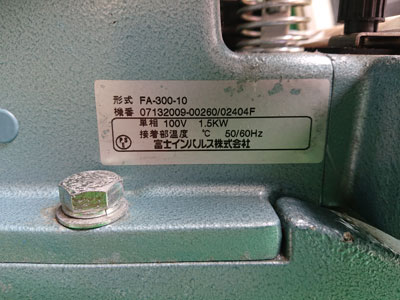 形式 FA-300-10
機番 07132009-00260/02404F
単相 100V 1.5KW
接着部温度 ℃ 50/60Hz
富士インパルス株式会社